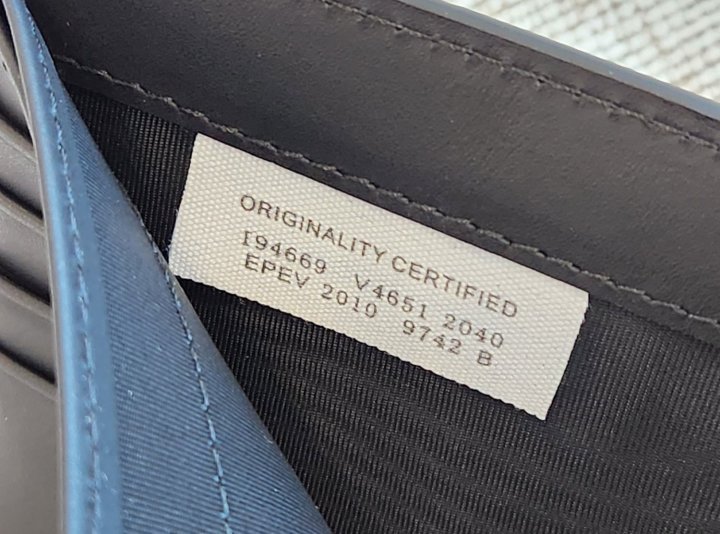 ORIGINALITY CERTIFIED
I94669 V4651 2040
EPEV 2010 9742 B